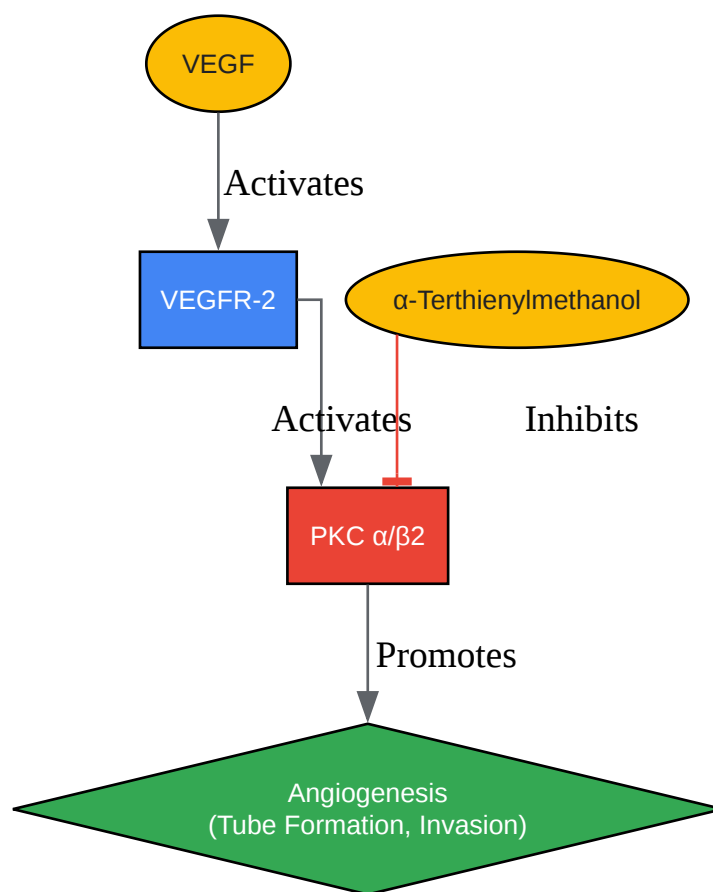 VEGF
Activates
VEGFR-2
α-Terthienylmethanol
Activates
Inhibits
PKC α/β2
Promotes
Angiogenesis
(Tube Formation, Invasion)